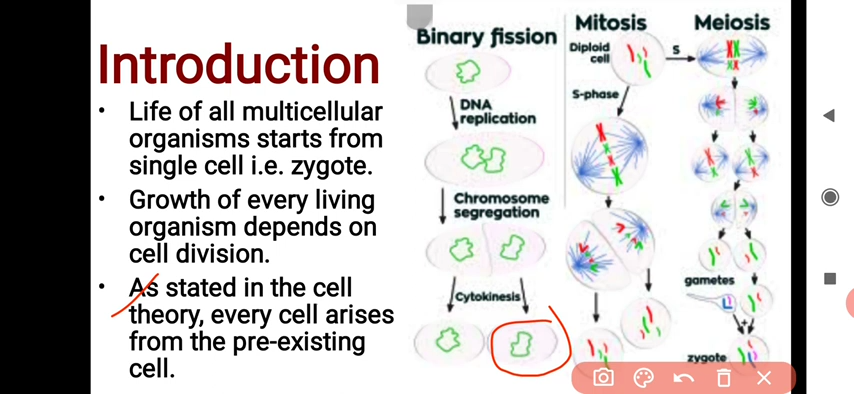 Introduction
• Life of all multicellular
organisms starts from
single cell i.e. zygote.
• Growth of every living
organism depends on
cell division.
• As stated in the cell
theory, every cell arises
from the pre-existing
cell.
Binary fission
DNA
replication
Chromosome
segregation
Cytokinesis
Mitosis
Diploid
cell
S
S-phase
Meiosis
gametes
+
zygote